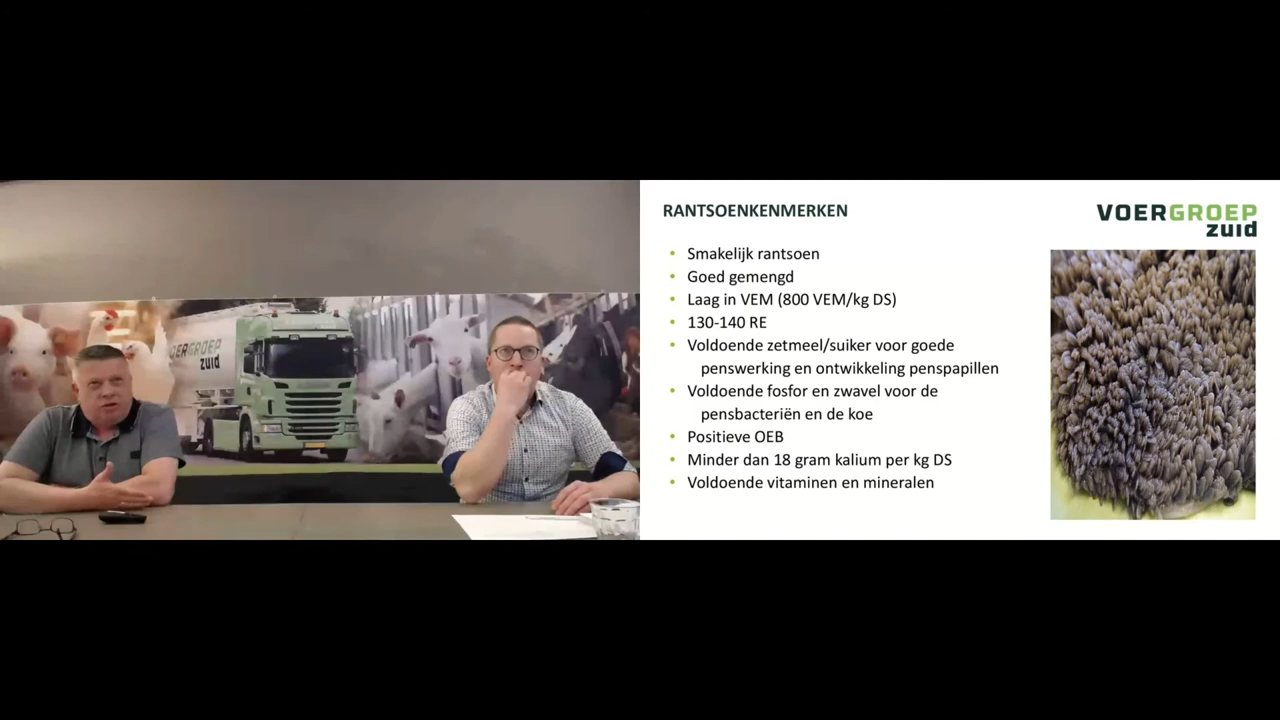 RANTSOENKENMERKEN
VOERGROEP
zuid
• Smakelijk rantsoen
• Goed gemengd
• Laag in VEM (800 VEM/kg DS)
• 130-140 RE
• Voldoende zetmeel/suiker voor goede
penswerking en ontwikkeling penspapillen
• Voldoende fosfor en zwavel voor de
pensbacteriën en de koe
• Positieve OEB
• Minder dan 18 gram kalium per kg DS
• Voldoende vitaminen en mineralen
OERGROEP
zuid